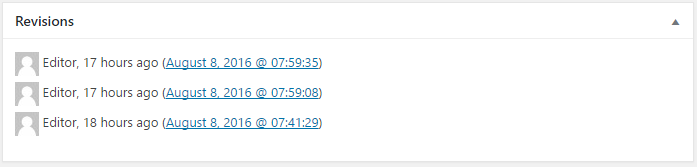 Revisions
Editor, 17 hours ago (August 8, 2016 @ 07:59:35)
Editor, 17 hours ago (August 8, 2016 @ 07:59:08)
Editor, 18 hours ago (August 8, 2016 @ 07:41:29)